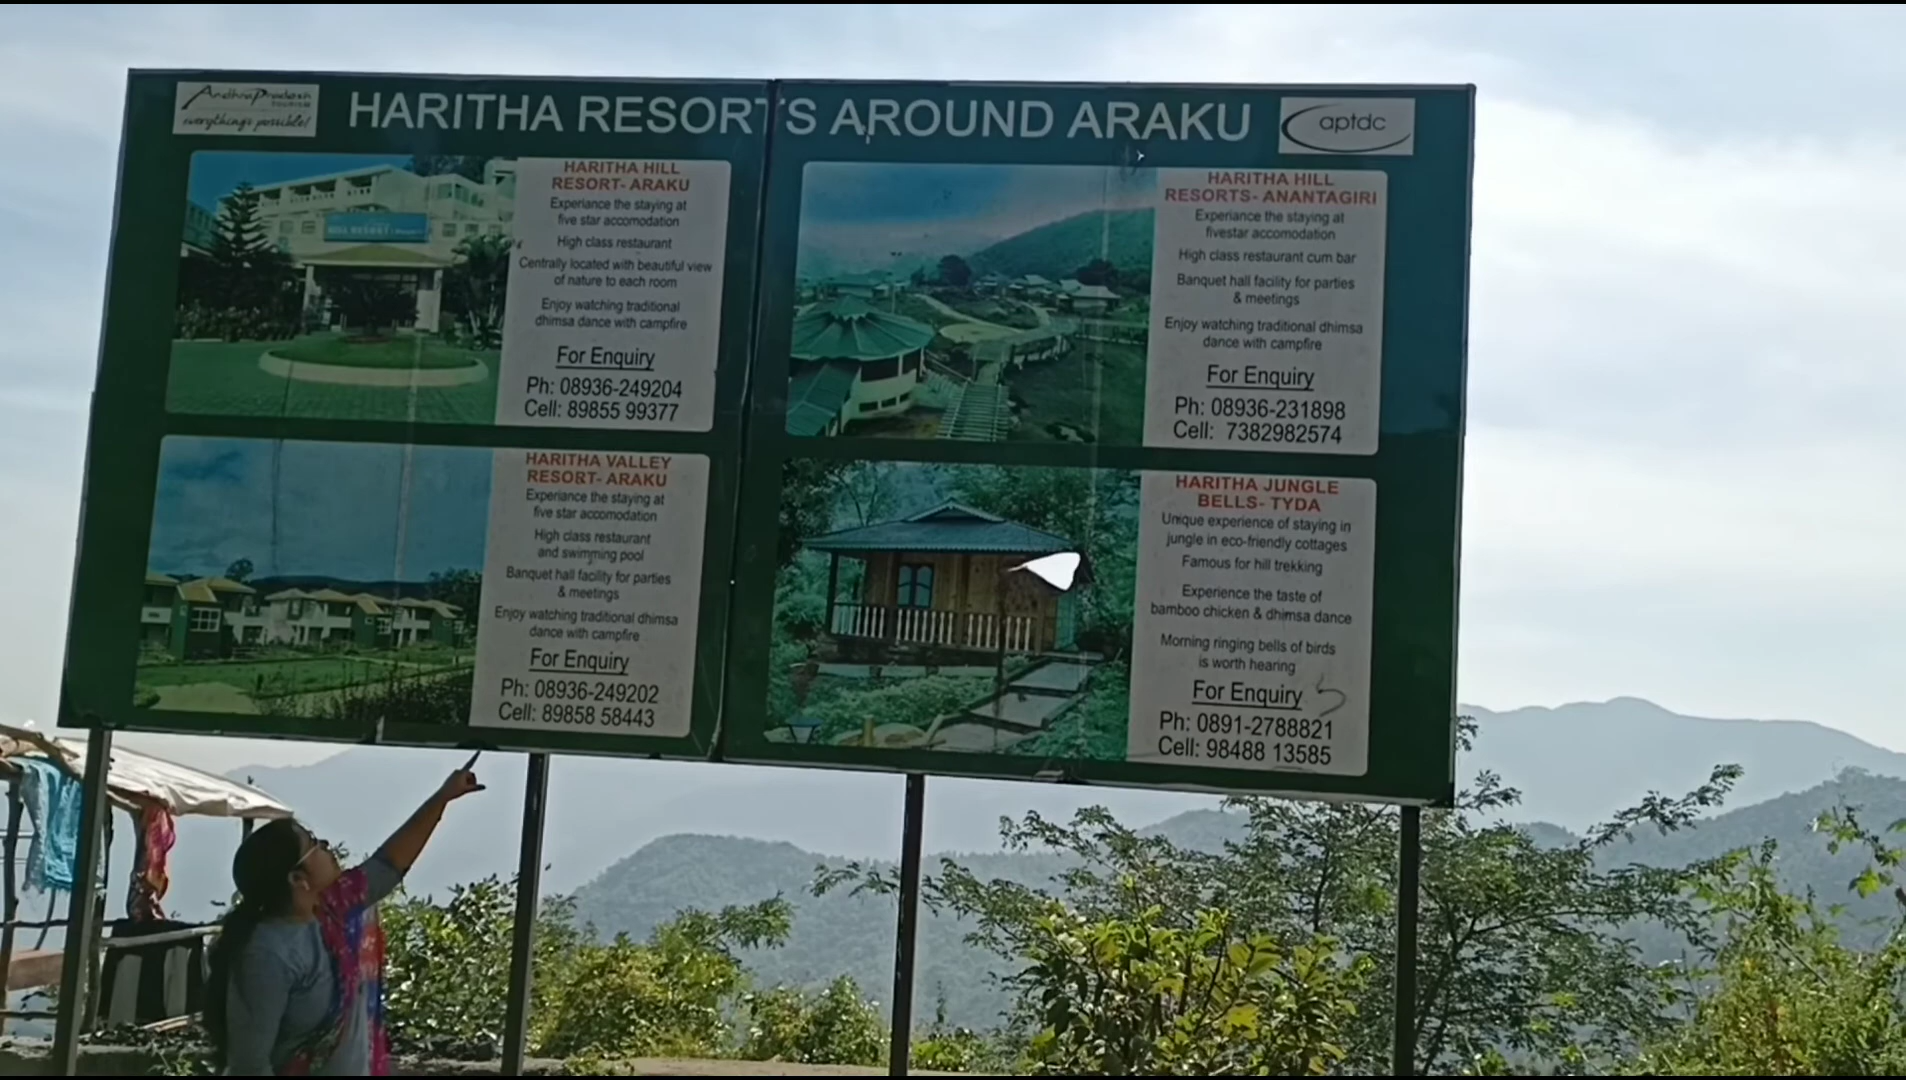 Andhra Pradesh
TOURISM
everything's possible!
HARITHA RESORTS AROUND ARAKU
aptdc
HARITHA HILL
RESORT- ARAKU
Experiance the staying at
five star accomodation
High class restaurant
Centrally located with beautiful view
of nature to each room
Enjoy watching traditional
dhimsa dance with campfire
For Enquiry
Ph: 08936-249204
Cell: 89855 99377
HARITHA HILL
RESORTS- ANANTAGIRI
Experiance the staying at
fivestar accomodation
High class restaurant cum bar
Banquet hall facility for parties
& meetings
Enjoy watching traditional dhimsa
dance with campfire
For Enquiry
Ph: 08936-231898
Cell: 7382982574
HARITHA VALLEY
RESORT- ARAKU
Experiance the staying at
five star accomodation
High class restaurant
and swimming pool
Banquet hall facility for parties
& meetings
Enjoy watching traditional dhimsa
dance with campfire
For Enquiry
Ph: 08936-249202
Cell: 89858 58443
HARITHA JUNGLE
BELLS- TYDA
Unique experience of staying in
jungle in eco-friendly cottages
Famous for hill trekking
Experience the taste of
bamboo chicken & dhimsa dance
Morning ringing bells of birds
is worth hearing
For Enquiry
Ph: 0891-2788821
Cell: 98488 13585